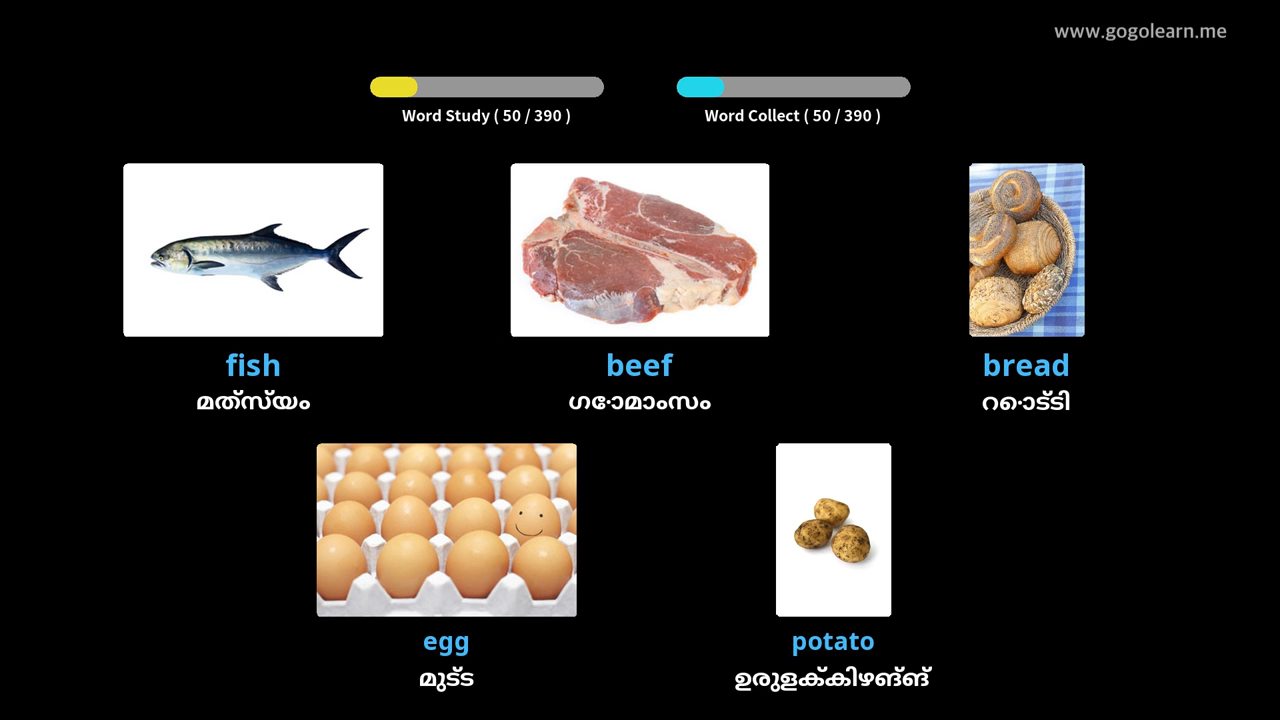 www.gogolearn.me
Word Study ( 50 / 390 )
Word Collect ( 50 / 390 )
fish
beef
bread
മത്സ്യം
ഗോമാംസം
റൊട്ടി
egg
potato
മുട്ട
ഉരുളക്കിഴങ്ങ്